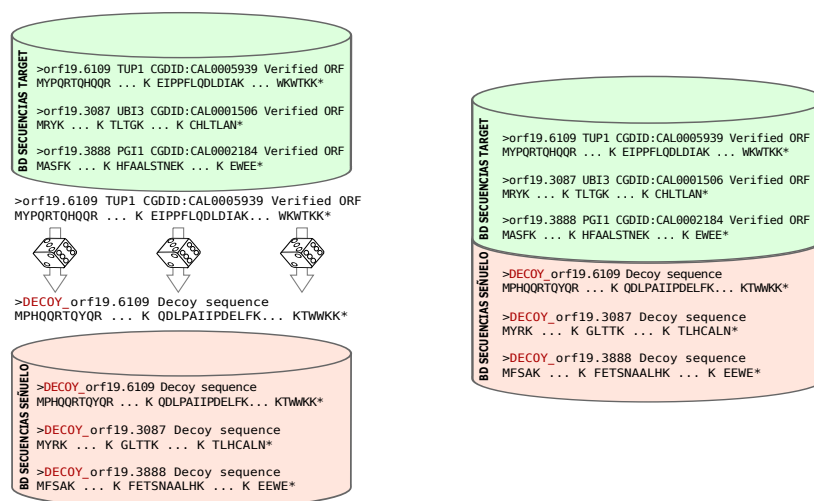 BD SECUENCIAS TARGET
>orf19.6109 TUP1 CGDID:CAL0005939 Verified ORF
MYPQRTQHQQR ... K EIPPFLQDLDIAK ... WKWTKK*
>orf19.3087 UBI3 CGDID:CAL0001506 Verified ORF
MRYK ... K TLTGK ... K CHLTLAN*
>orf19.3888 PGI1 CGDID:CAL0002184 Verified ORF
MASFK ... K HFAALSTNEK ... K EWEE*
>orf19.6109 TUP1 CGDID:CAL0005939 Verified ORF
MYPQRTQHQQR ... K EIPPFLQDLDIAK... WKWTKK*
>DECOY_orf19.6109 Decoy sequence
MPHQQRTQYQR ... K QDLPAIIPDELFK... KTWWKK*
BD SECUENCIAS SEÑUELO
>DECOY_orf19.6109 Decoy sequence
MPHQQRTQYQR ... K QDLPAIIPDELFK... KTWWKK*
>DECOY_orf19.3087 Decoy sequence
MYRK ... K GLTTK ... K TLHCALN*
>DECOY_orf19.3888 Decoy sequence
MFSAK ... K FETSNAALHK ... K EEWE*
BD SECUENCIAS TARGET
>orf19.6109 TUP1 CGDID:CAL0005939 Verified ORF
MYPQRTQHQQR ... K EIPPFLQDLDIAK ... WKWTKK*
>orf19.3087 UBI3 CGDID:CAL0001506 Verified ORF
MRYK ... K TLTGK ... K CHLTLAN*
>orf19.3888 PGI1 CGDID:CAL0002184 Verified ORF
MASFK ... K HFAALSTNEK ... K EWEE*
BD SECUENCIAS SEÑUELO
>DECOY_orf19.6109 Decoy sequence
MPHQQRTQYQR ... K QDLPAIIPDELFK... KTWWKK*
>DECOY_orf19.3087 Decoy sequence
MYRK ... K GLTTK ... K TLHCALN*
>DECOY_orf19.3888 Decoy sequence
MFSAK ... K FETSNAALHK ... K EEWE*